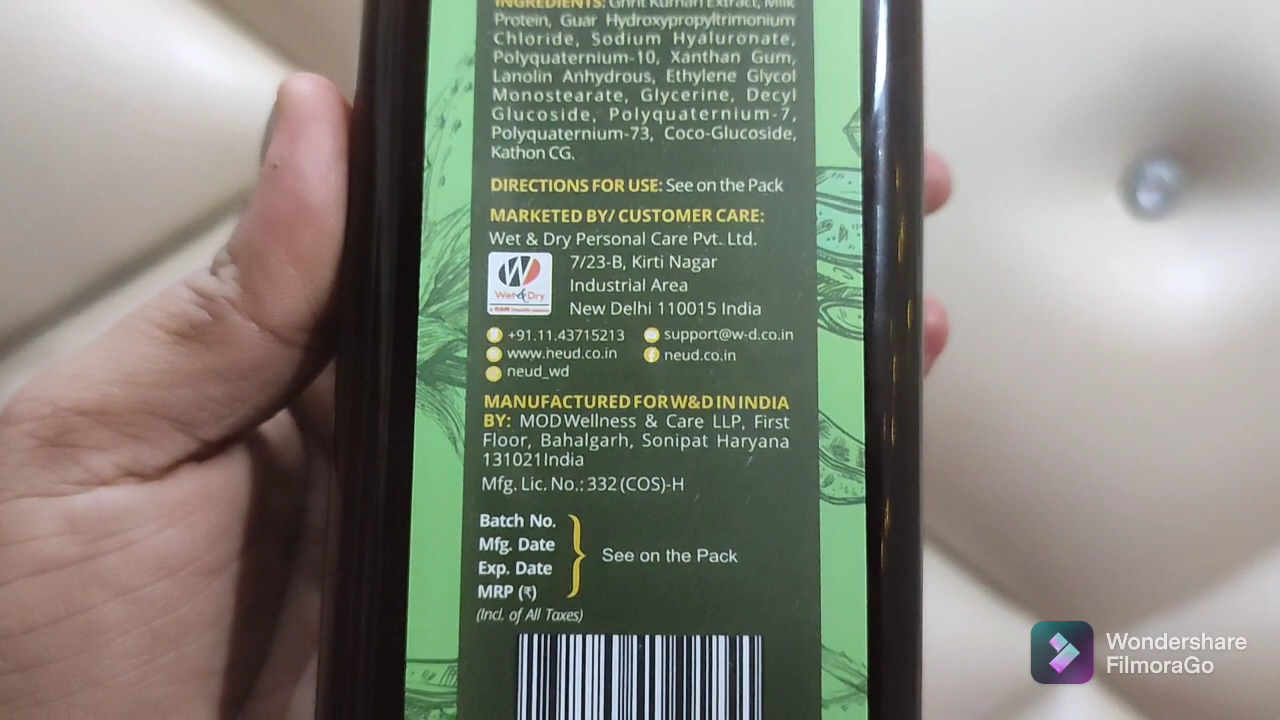 INGREDIENTS: Ghrit Kumari Extract, Milk
Protein, Guar Hydroxypropyltrimonium
Chloride, Sodium Hyaluronate,
Polyquaternium-10, Xanthan Gum,
Lanolin Anhydrous, Ethylene Glycol
Monostearate, Glycerine, Decyl
Glucoside, Polyquaternium-7,
Polyquaternium-73, Coco-Glucoside,
Kathon CG.
DIRECTIONS FOR USE: See on the Pack
MARKETED BY/ CUSTOMER CARE:
Wet & Dry Personal Care Pvt. Ltd.
7/23-B, Kirti Nagar
Industrial Area
New Delhi 110015 India
W
Wet & Dry
+91.11.43715213 support@w-d.co.in
www.neud.co.in neud.co.in
neud_wd
MANUFACTURED FOR W&D IN INDIA
BY: MOD Wellness & Care LLP, First
Floor, Bahalgarh, Sonipat Haryana
131021 India
Mfg. Lic. No.: 332 (COS)-H
Batch No.
Mfg. Date
Exp. Date
MRP (₹)
See on the Pack
(Incl. of All Taxes)
Wondershare
FilmoraGo